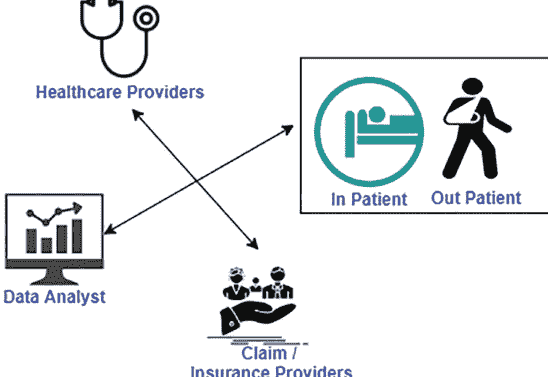 Healthcare Providers
In Patient
Out Patient
Data Analyst
Claim /
Insurance Providers